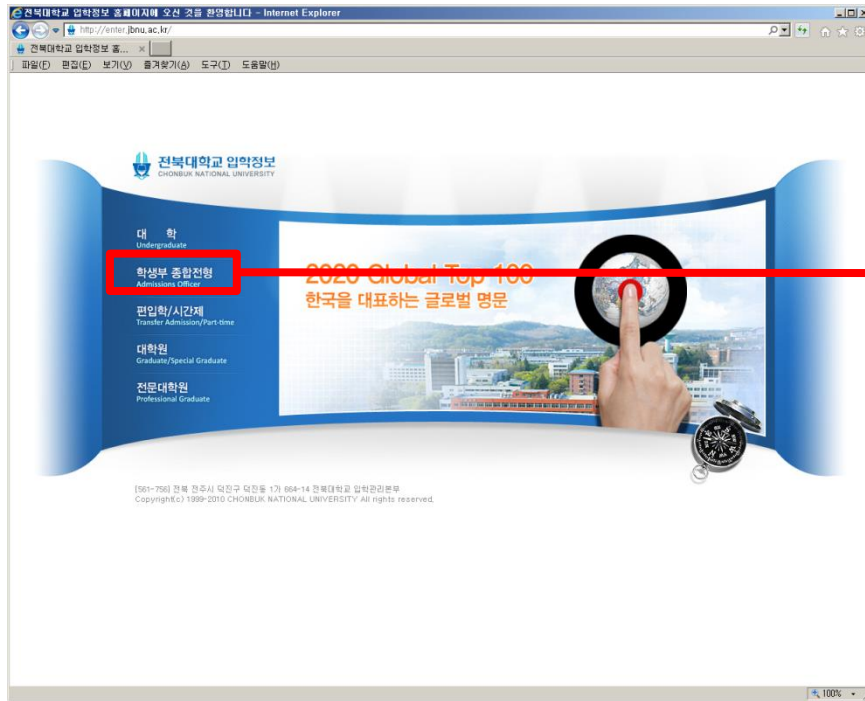 전북대학교 입학정보 홈페이지에 오신 것을 환영합니다 - Internet Explorer
http://enter.jbnu.ac.kr/
전북대학교 입학정보 홈...
파일(F) 편집(E) 보기(V) 즐겨찾기(A) 도구(T) 도움말(H)
전북대학교 입학정보
CHONBUK NATIONAL UNIVERSITY
대 학
Undergraduate
학생부 종합전형
Admissions Officer
편입학/시간제
Transfer Admission/Part-time
대학원
Graduate/Special Graduate
전문대학원
Professional Graduate
2020 Global Top 100
한국을 대표하는 글로벌 명문
[561-756] 전북 전주시 덕진구 덕진동 1가 664-14 전북대학교 입학관리본부
Copyright(c) 1999-2010 CHONBUK NATIONAL UNIVERSITY All rights reserved.
100%